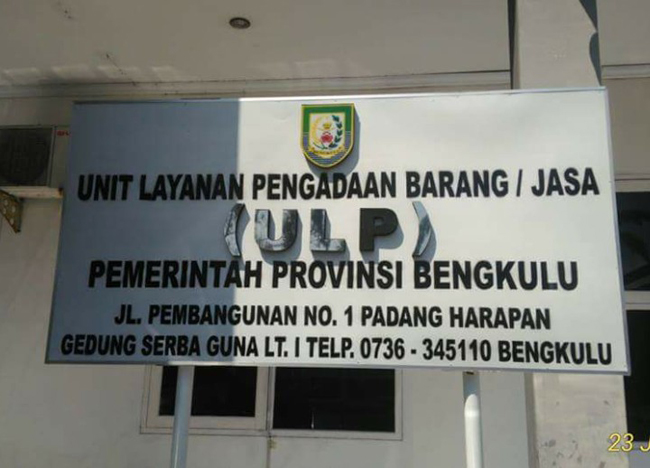 UNIT LAYANAN PENGADAAN BARANG / JASA
(ULP)
PEMERINTAH PROVINSI BENGKULU
JL. PEMBANGUNAN NO. 1 PADANG HARAPAN
GEDUNG SERBA GUNA LT. I TELP. 0736 - 345110 BENGKULU
23 J